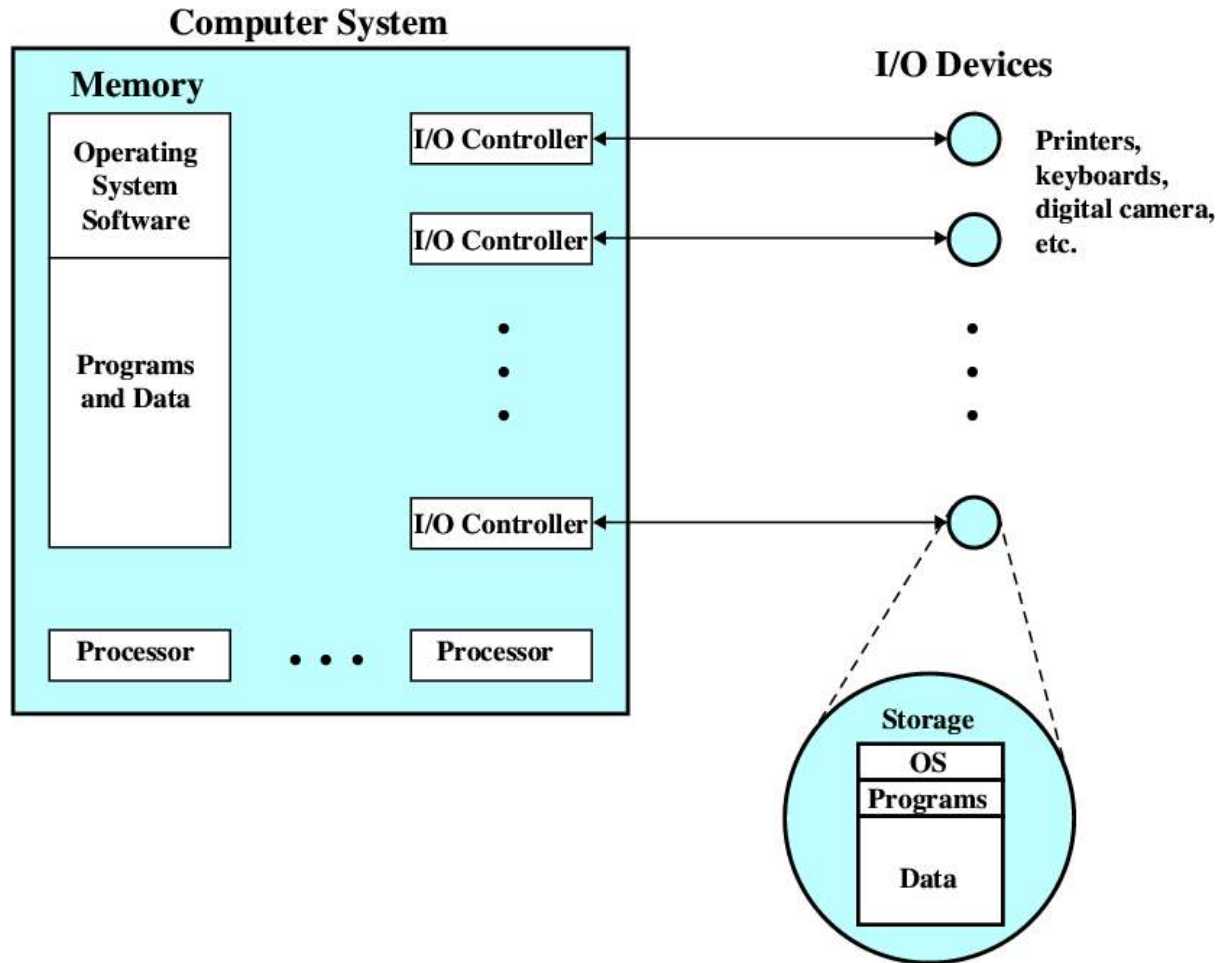 Computer System
Memory
Operating
System
Software
Programs
and Data
I/O Controller
I/O Controller
I/O Controller
Processor
Processor
I/O Devices
Printers,
keyboards,
digital camera,
etc.
Storage
OS
Programs
Data